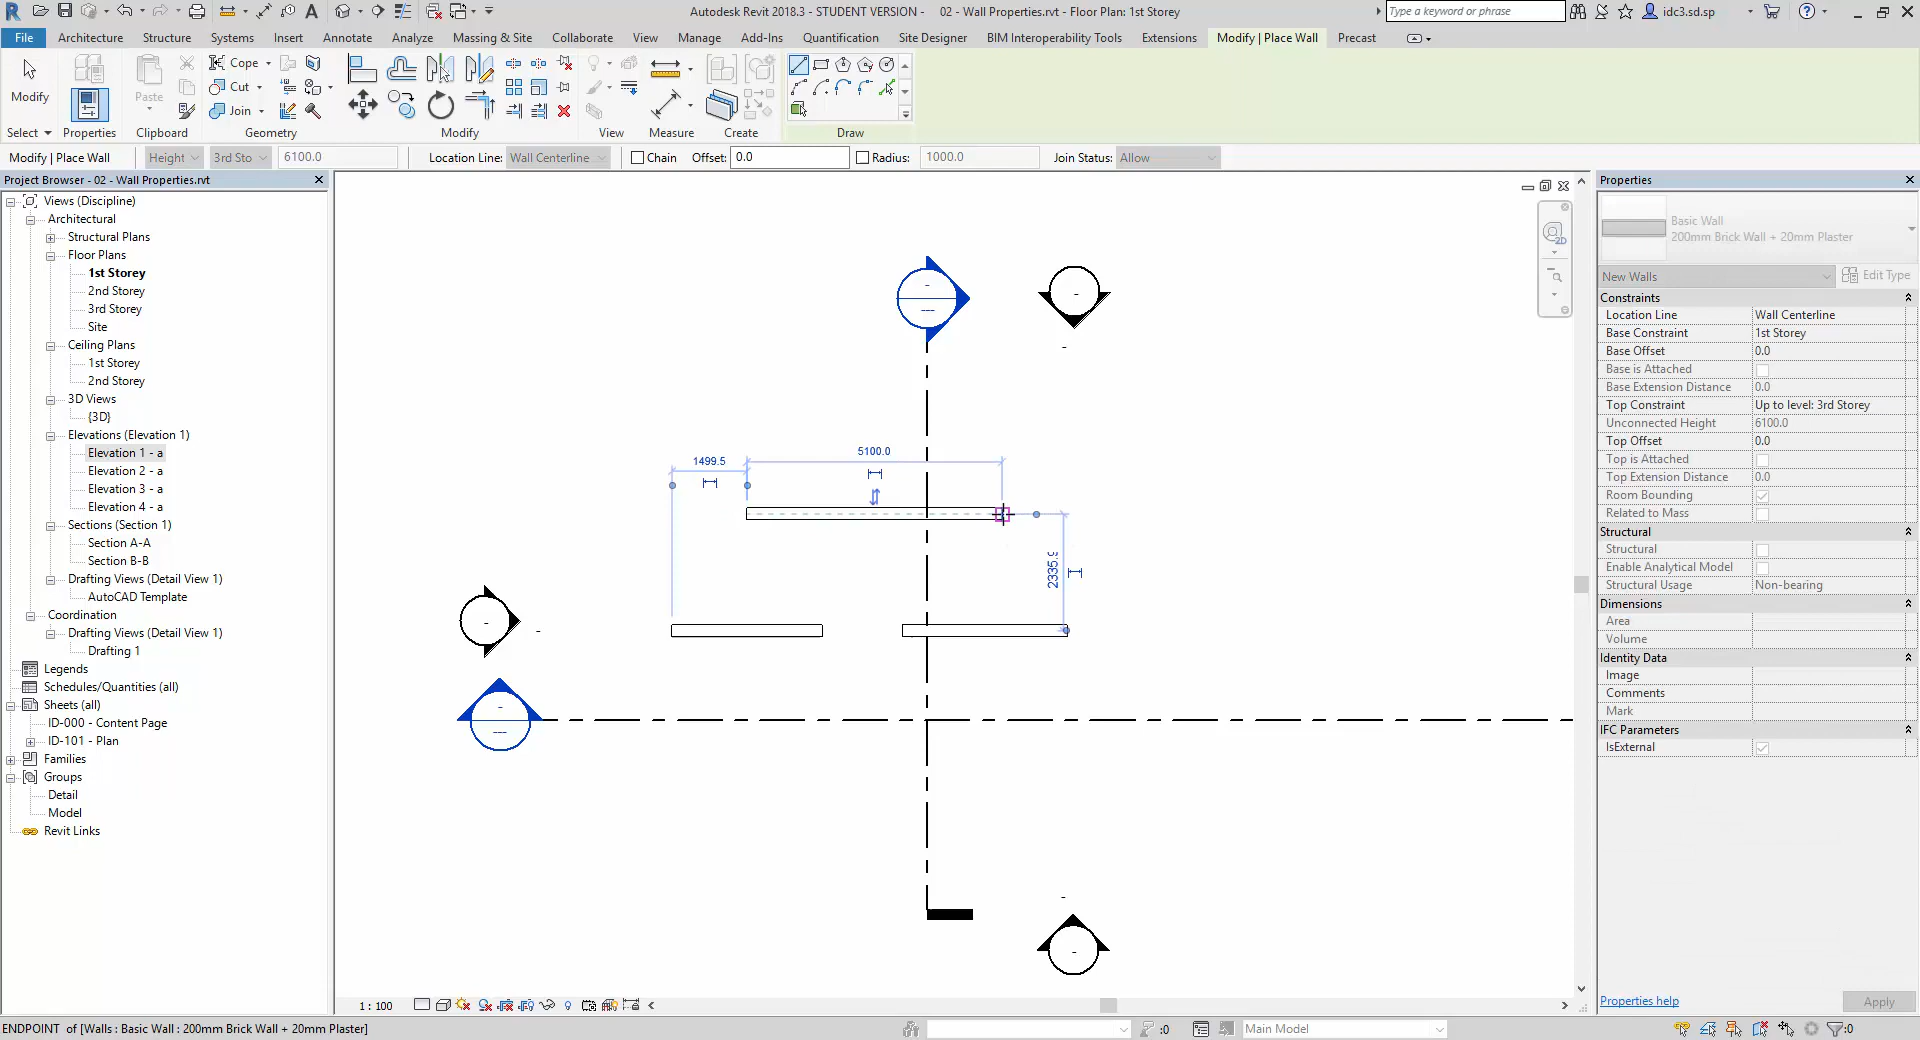 Autodesk Revit 2018.3 - STUDENT VERSION - 02 - Wall Properties.rvt - Floor Plan: 1st Storey
Type a keyword or phrase
idc3.sd.sp
File Architecture Structure Systems Insert Annotate Analyze Massing & Site Collaborate View Manage Add-Ins Quantification Site Designer BIM Interoperability Tools Extensions Modify | Place Wall Precast
Modify
Paste
Cope
Cut
Join
Select Properties Clipboard Geometry Modify View Measure Create Draw
Modify | Place Wall Height 3rd Sto 6100.0 Location Line: Wall Centerline Chain Offset: 0.0 Radius: 1000.0 Join Status: Allow
Project Browser - 02 - Wall Properties.rvt
Views (Discipline)
Architectural
Structural Plans
Floor Plans
1st Storey
2nd Storey
3rd Storey
Site
Ceiling Plans
1st Storey
2nd Storey
3D Views
{3D}
Elevations (Elevation 1)
Elevation 1 - a
Elevation 2 - a
Elevation 3 - a
Elevation 4 - a
Sections (Section 1)
Section A-A
Section B-B
Drafting Views (Detail View 1)
AutoCAD Template
Coordination
Drafting Views (Detail View 1)
Drafting 1
Legends
Schedules/Quantities (all)
Sheets (all)
ID-000 - Content Page
ID-101 - Plan
Families
Groups
Detail
Model
Revit Links
5100.0
1499.5
2335.9
2D
1 : 100
Properties
Basic Wall
200mm Brick Wall + 20mm Plaster
New Walls Edit Type
Constraints
Location Line Wall Centerline
Base Constraint 1st Storey
Base Offset 0.0
Base is Attached
Base Extension Distance 0.0
Top Constraint Up to level: 3rd Storey
Unconnected Height 6100.0
Top Offset 0.0
Top is Attached
Top Extension Distance 0.0
Room Bounding
Related to Mass
Structural
Structural
Enable Analytical Model
Structural Usage Non-bearing
Dimensions
Area
Volume
Identity Data
Image
Comments
Mark
IFC Parameters
IsExternal
Properties help Apply
ENDPOINT of [Walls : Basic Wall : 200mm Brick Wall + 20mm Plaster]
:0 Main Model :0